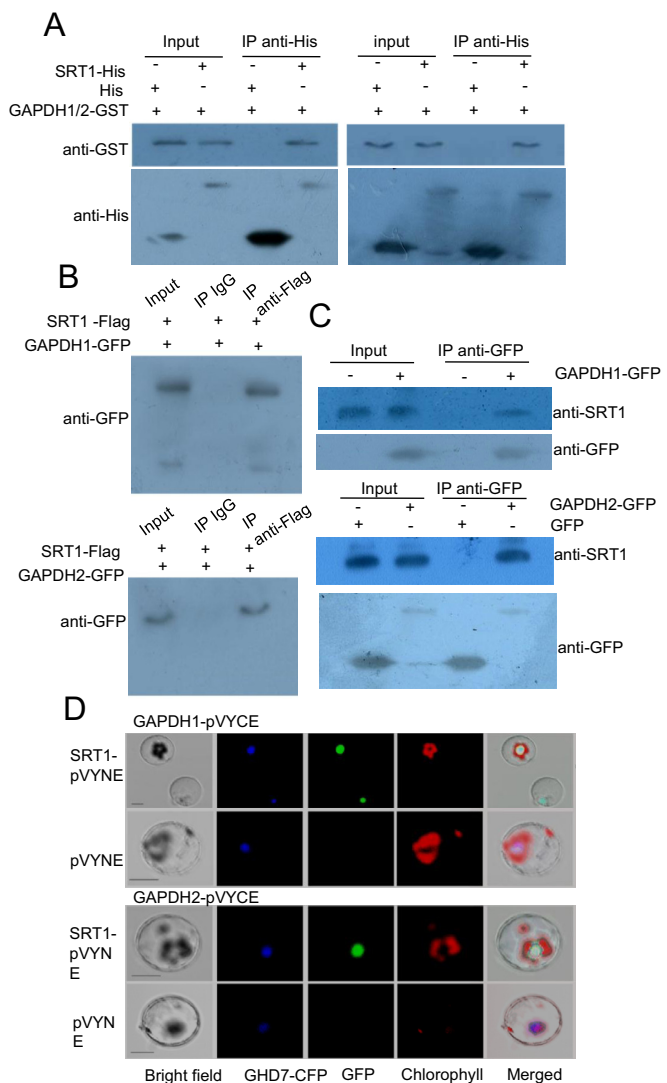 A
Input IP anti-His input IP anti-His
SRT1-His - + - + - + - +
His + - + - + - + -
GAPDH1/2-GST + + + + + + + +
anti-GST
anti-His
B
Input IP IgG IP anti-Flag
SRT1 -Flag + + +
GAPDH1-GFP + + +
anti-GFP
Input IP IgG IP anti-Flag
SRT1-Flag + + +
GAPDH2-GFP + + +
anti-GFP
C
Input IP anti-GFP
- + - + GAPDH1-GFP
anti-SRT1
anti-GFP
Input IP anti-GFP
- + - + GAPDH2-GFP
+ - + - GFP
anti-SRT1
anti-GFP
D
GAPDH1-pVYCE
SRT1-
pVYNE
pVYNE
GAPDH2-pVYCE
SRT1-
pVYN
E
pVYN
E
Bright field GHD7-CFP GFP Chlorophyll Merged